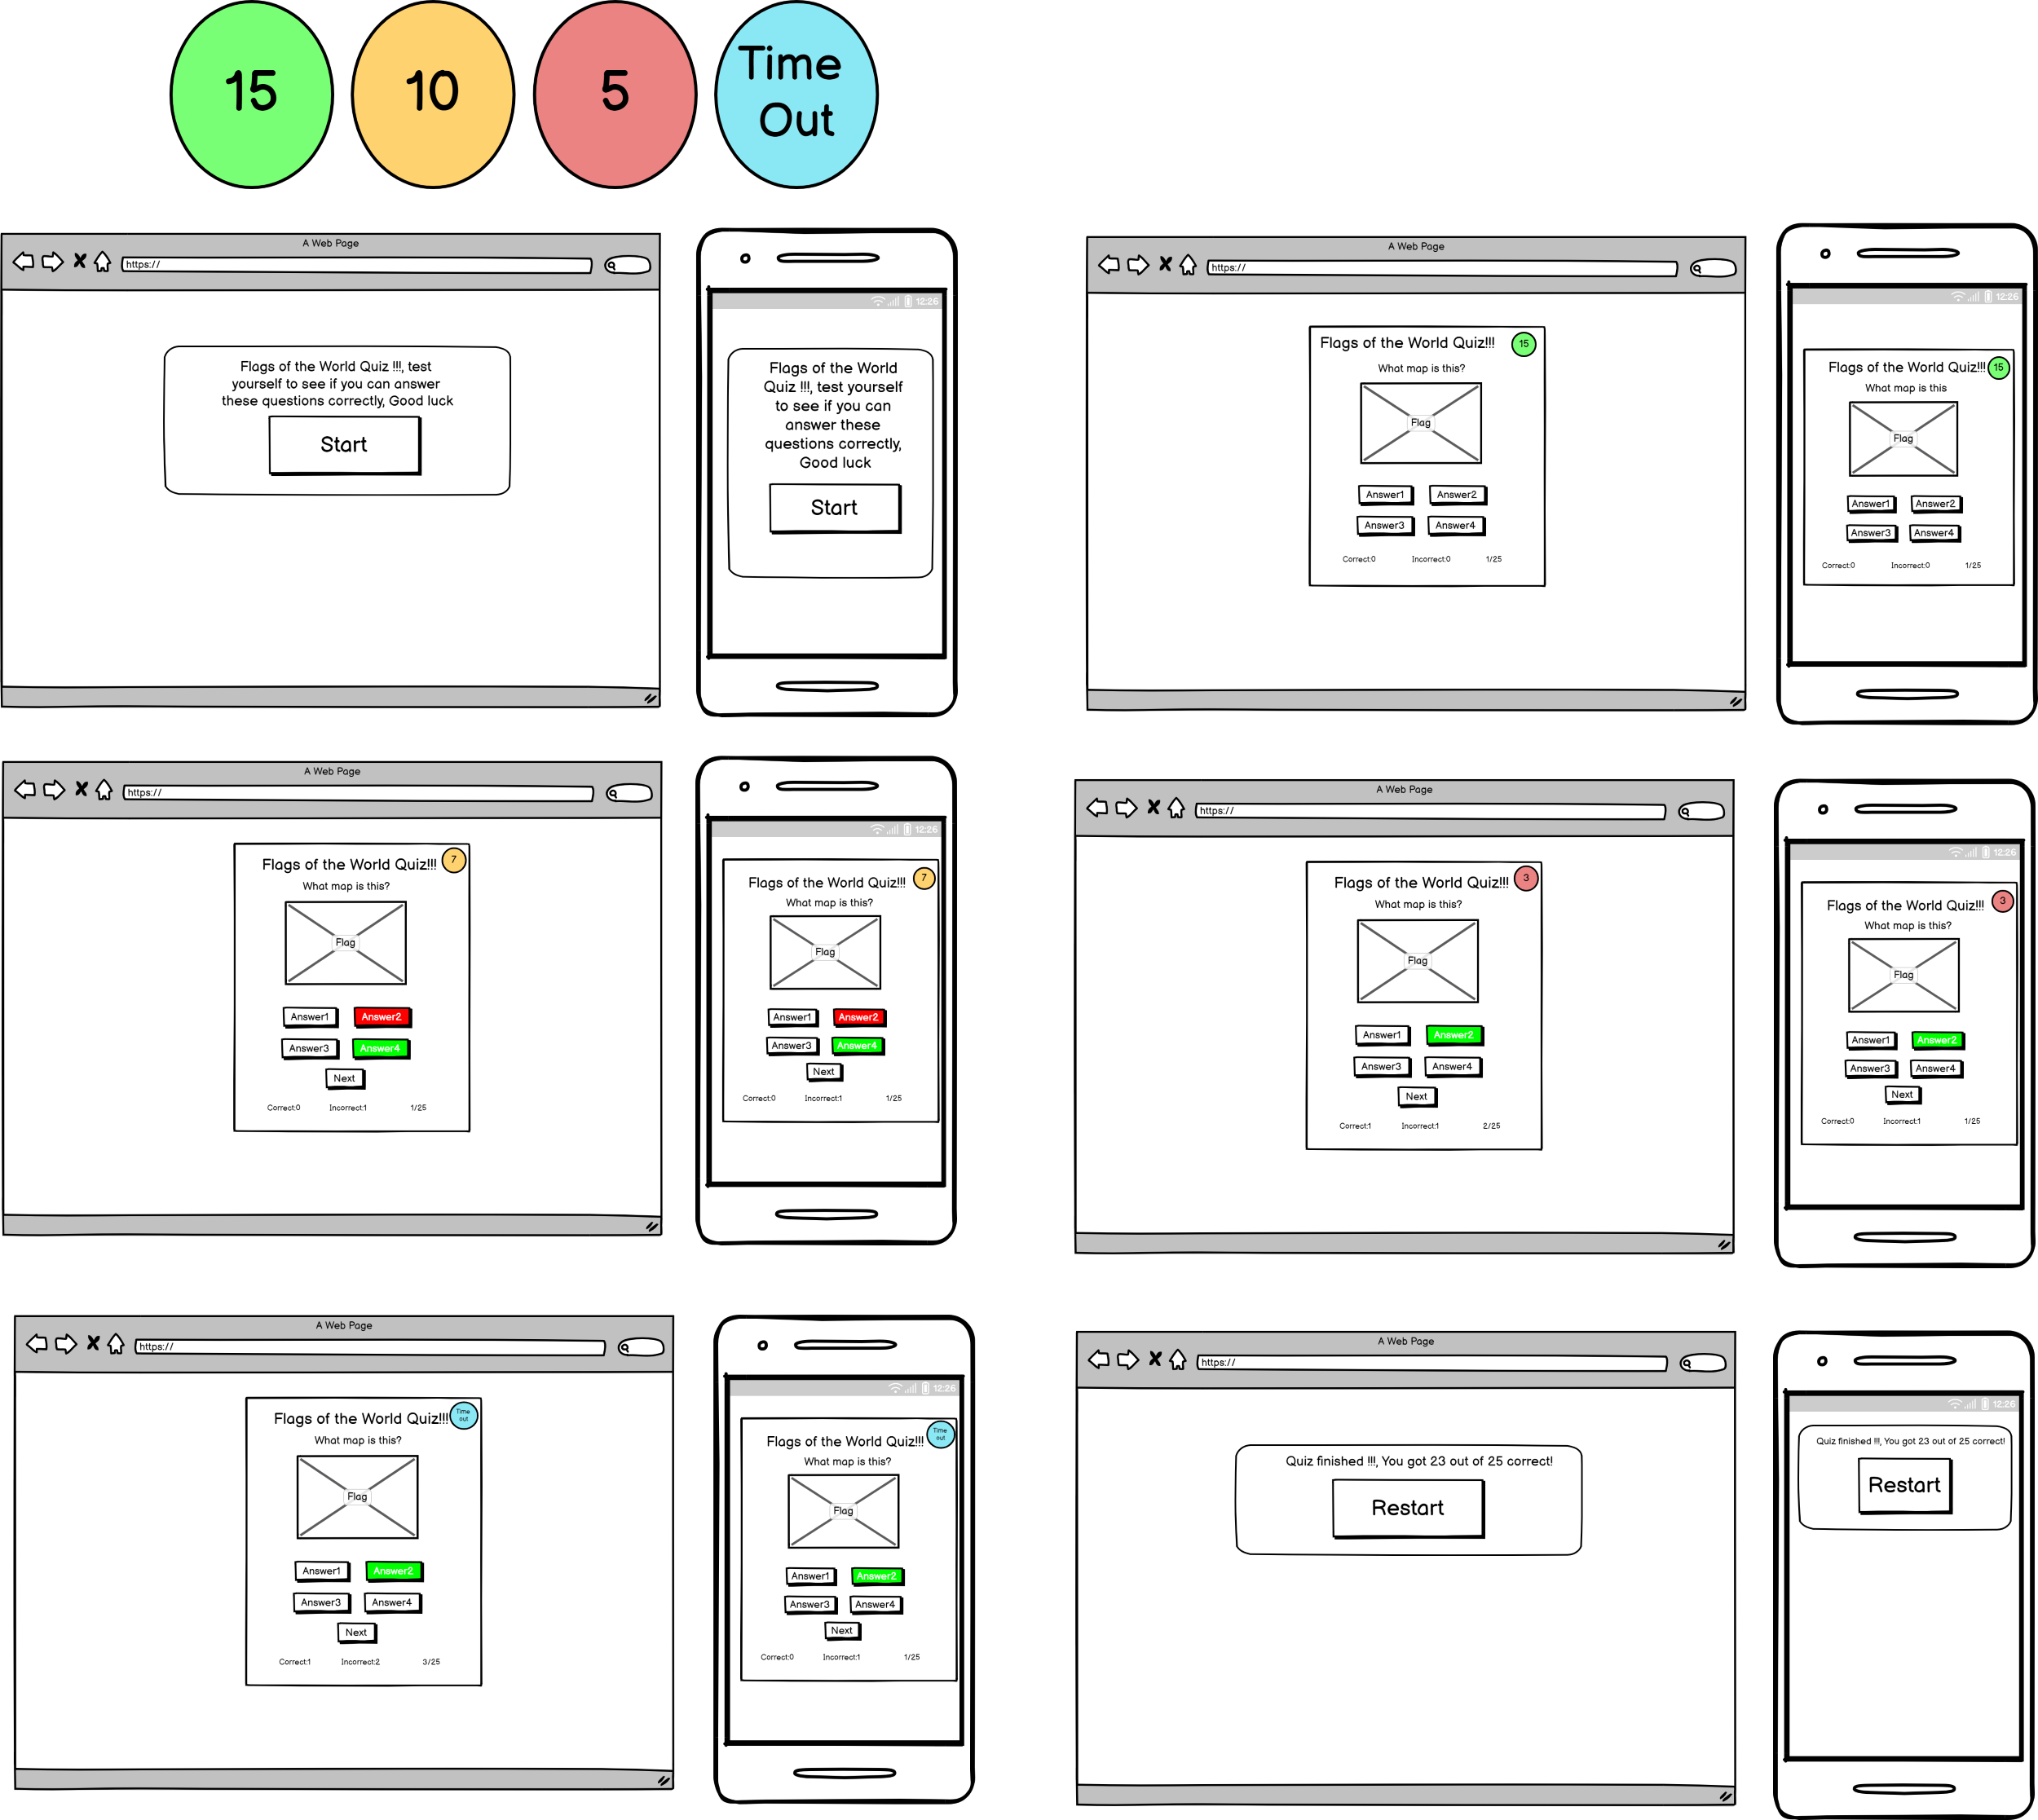 15
10
5
Time
Out
A Web Page
https://
Flags of the World Quiz !!!, test
yourself to see if you can answer
these questions correctly, Good luck
Start
12:26
Flags of the World
Quiz !!!, test yourself
to see if you can
answer these
questions correctly,
Good luck
Start
A Web Page
https://
Flags of the World Quiz!!!
15
What map is this?
Flag
Answer1
Answer2
Answer3
Answer4
Correct:0
Incorrect:0
1/25
12:26
Flags of the World Quiz!!!
15
What map is this
Flag
Answer1
Answer2
Answer3
Answer4
Correct:0
Incorrect:0
1/25
A Web Page
https://
Flags of the World Quiz!!!
7
What map is this?
Flag
Answer1
Answer2
Answer3
Answer4
Next
Correct:0
Incorrect:1
1/25
12:26
Flags of the World Quiz!!!
7
What map is this?
Flag
Answer1
Answer2
Answer3
Answer4
Next
Correct:0
Incorrect:1
1/25
A Web Page
https://
Flags of the World Quiz!!!
3
What map is this?
Flag
Answer1
Answer2
Answer3
Answer4
Next
Correct:1
Incorrect:1
2/25
12:26
Flags of the World Quiz!!!
3
What map is this?
Flag
Answer1
Answer2
Answer3
Answer4
Next
Correct:0
Incorrect:1
1/25
A Web Page
https://
Flags of the World Quiz!!!
Time
out
What map is this?
Flag
Answer1
Answer2
Answer3
Answer4
Next
Correct:1
Incorrect:2
3/25
12:26
Flags of the World Quiz!!!
Time
out
What map is this?
Flag
Answer1
Answer2
Answer3
Answer4
Next
Correct:0
Incorrect:1
1/25
A Web Page
https://
Quiz finished !!!, You got 23 out of 25 correct!
Restart
12:26
Quiz finished !!!, You got 23 out of 25 correct!
Restart